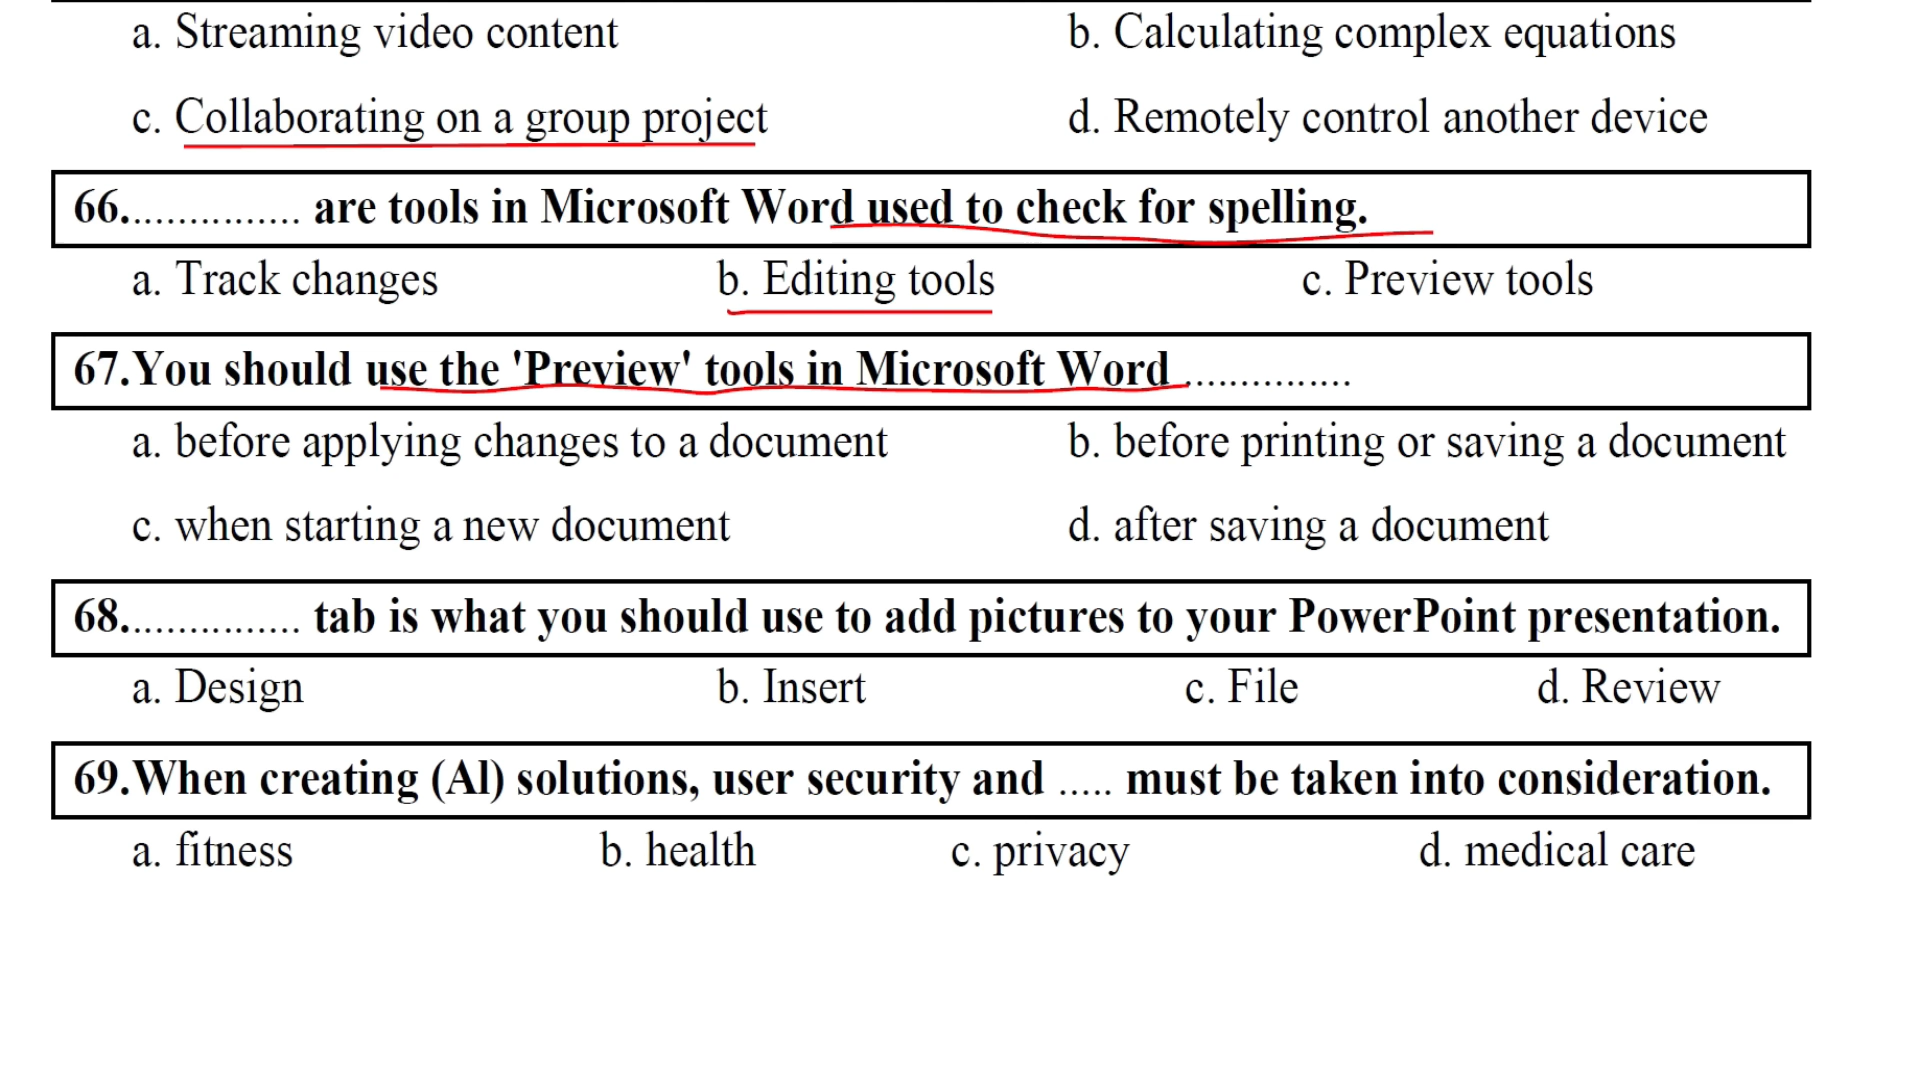 a. Streaming video content b. Calculating complex equations
c. Collaborating on a group project d. Remotely control another device
66................ are tools in Microsoft Word used to check for spelling.
a. Track changes b. Editing tools c. Preview tools
67.You should use the 'Preview' tools in Microsoft Word ...............
a. before applying changes to a document b. before printing or saving a document
c. when starting a new document d. after saving a document
68................ tab is what you should use to add pictures to your PowerPoint presentation.
a. Design b. Insert c. File d. Review
69.When creating (Al) solutions, user security and ..... must be taken into consideration.
a. fitness b. health c. privacy d. medical care